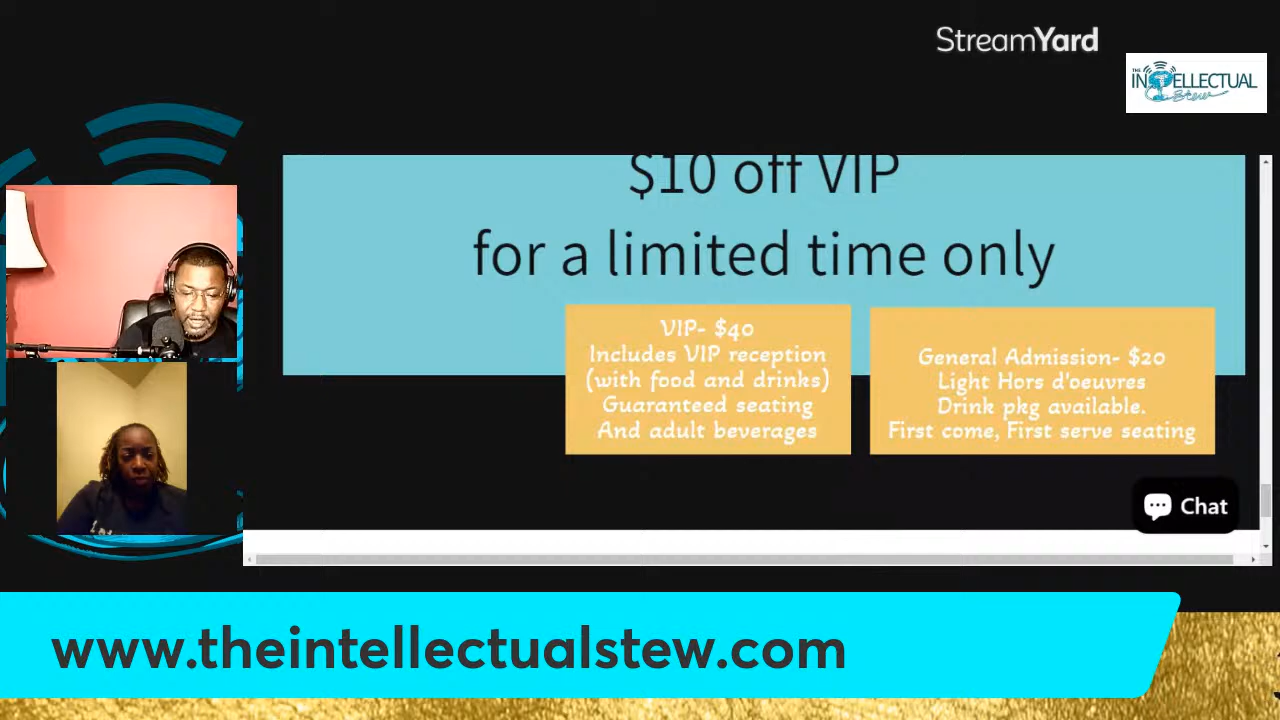 StreamYard
THE
INTELLECTUAL
Stew
$10 off VIP
for a limited time only
VIP- $40
Includes VIP reception
(with food and drinks)
Guaranteed seating
And adult beverages
General Admission- $20
Light Hors d'oeuvres
Drink pkg available.
First come, First serve seating
Chat
www.theintellectualstew.com